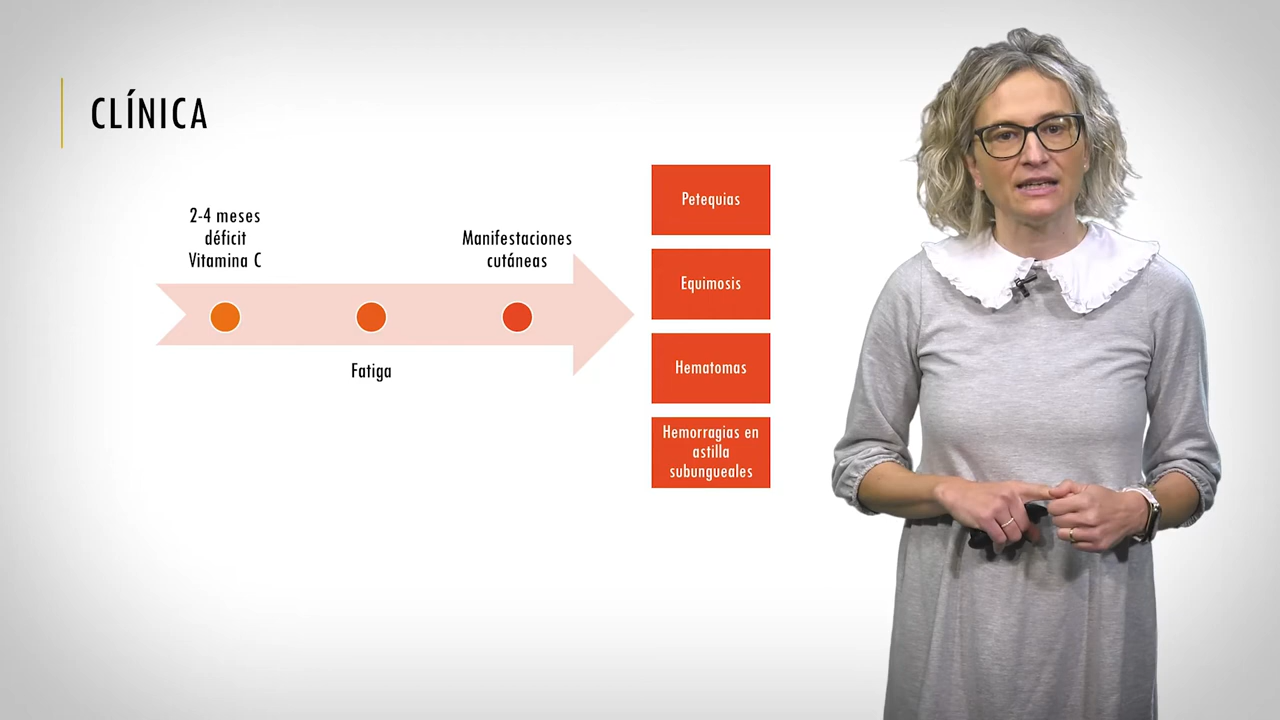 CLÍNICA
2-4 meses
déficit
Vitamina C
Fatiga
Manifestaciones
cutáneas
Petequias
Equimosis
Hematomas
Hemorragias en
astilla
subungueales